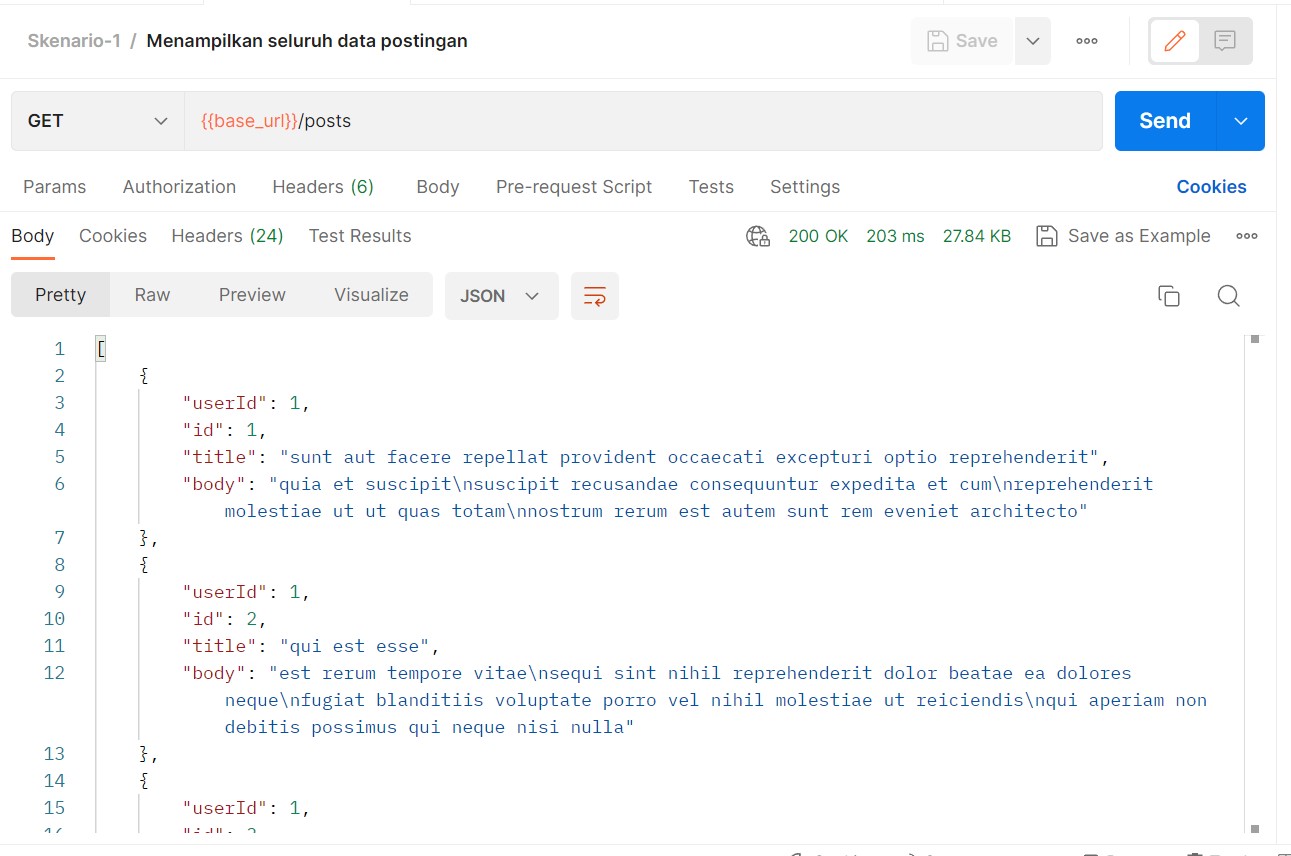 Skenario-1 / Menampilkan seluruh data postingan
Save
GET
{{base_url}}/posts
Send
Params Authorization Headers (6) Body Pre-request Script Tests Settings Cookies
Body Cookies Headers (24) Test Results 200 OK 203 ms 27.84 KB Save as Example
Pretty Raw Preview Visualize JSON
1 [
2 {
3 "userId": 1,
4 "id": 1,
5 "title": "sunt aut facere repellat provident occaecati excepturi optio reprehenderit",
6 "body": "quia et suscipit\nsuscipit recusandae consequuntur expedita et cum\nreprehenderit
molestiae ut ut quas totam\nnostrum rerum est autem sunt rem eveniet architecto"
7 },
8 {
9 "userId": 1,
10 "id": 2,
11 "title": "qui est esse",
12 "body": "est rerum tempore vitae\nsequi sint nihil reprehenderit dolor beatae ea dolores
neque\nfugiat blanditiis voluptate porro vel nihil molestiae ut reiciendis\nqui aperiam non
debitis possimus qui neque nisi nulla"
13 },
14 {
15 "userId": 1,